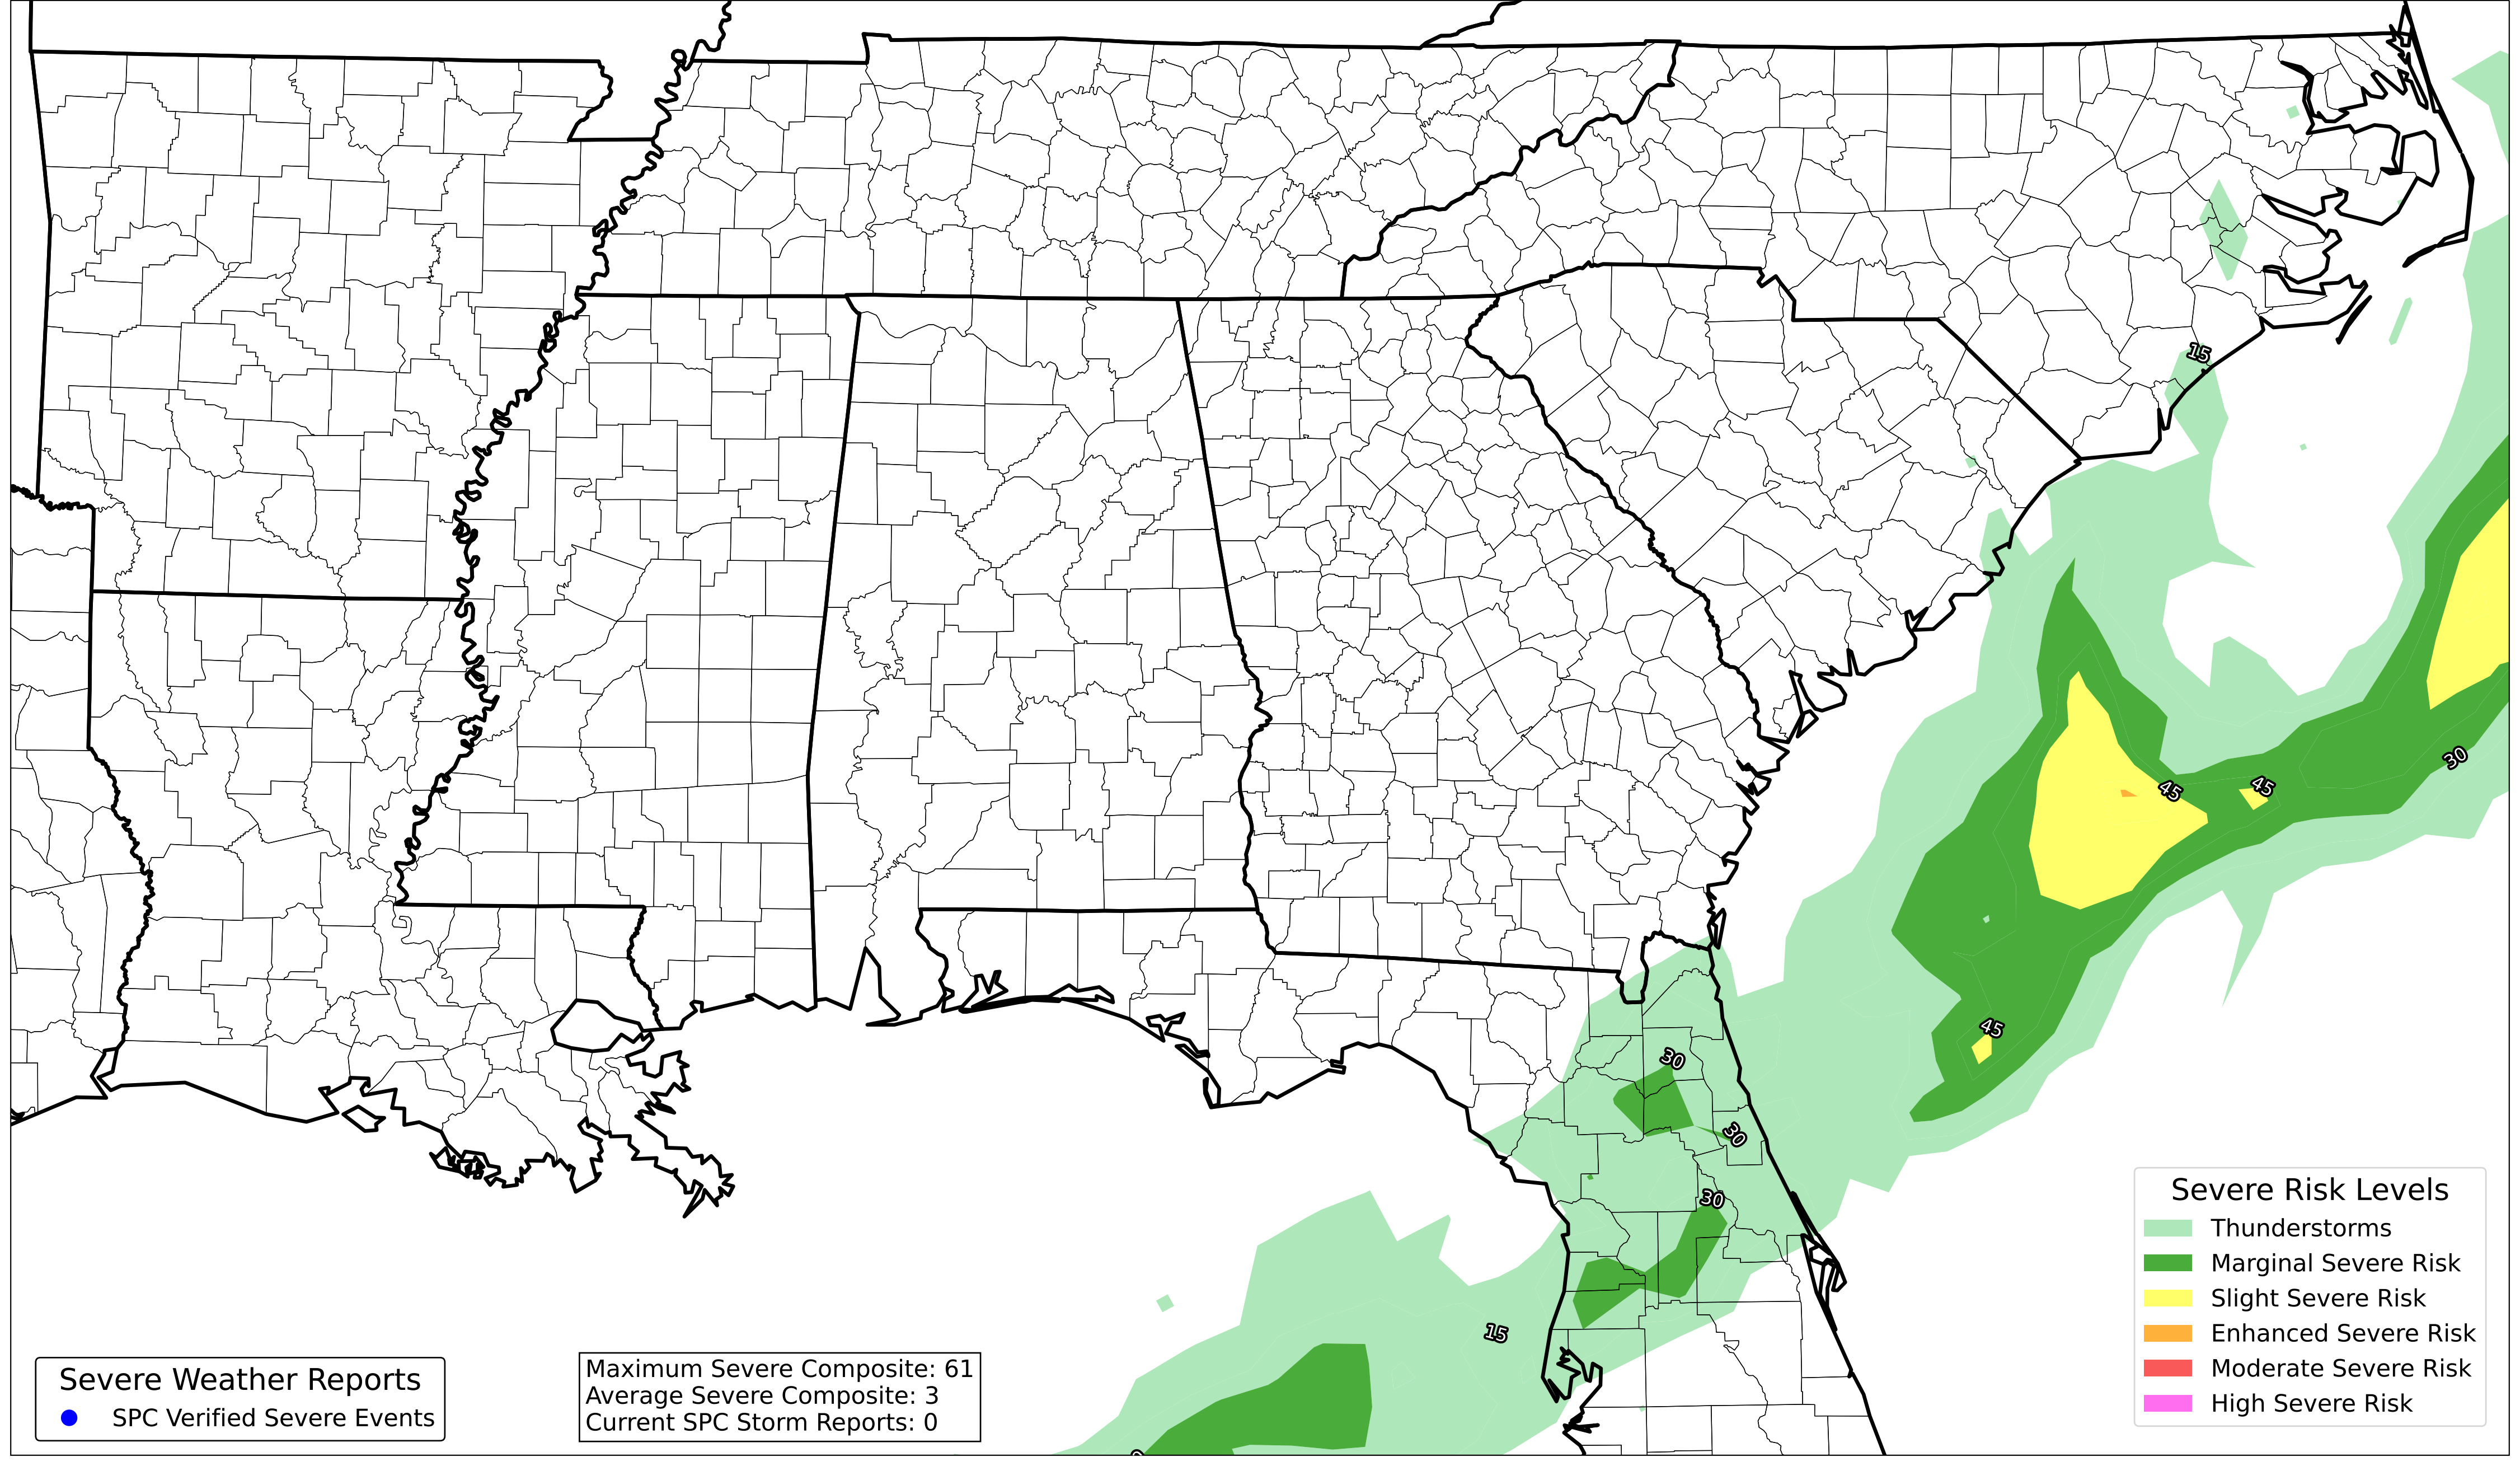 15
30
45
45
45
30
30
30
15
Severe Risk Levels
Thunderstorms
Marginal Severe Risk
Slight Severe Risk
Enhanced Severe Risk
Moderate Severe Risk
High Severe Risk
Severe Weather Reports
SPC Verified Severe Events
Maximum Severe Composite: 61
Average Severe Composite: 3
Current SPC Storm Reports: 0